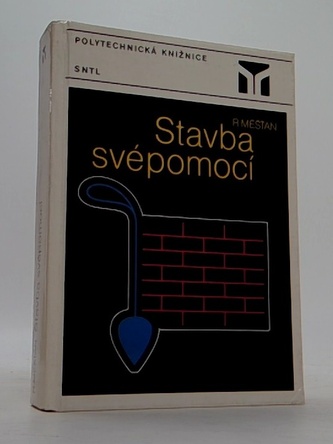 POLYTECHNICKÁ KNIŽNICE
SNTL
R. MĚŠŤAN
Stavba
svépomocí